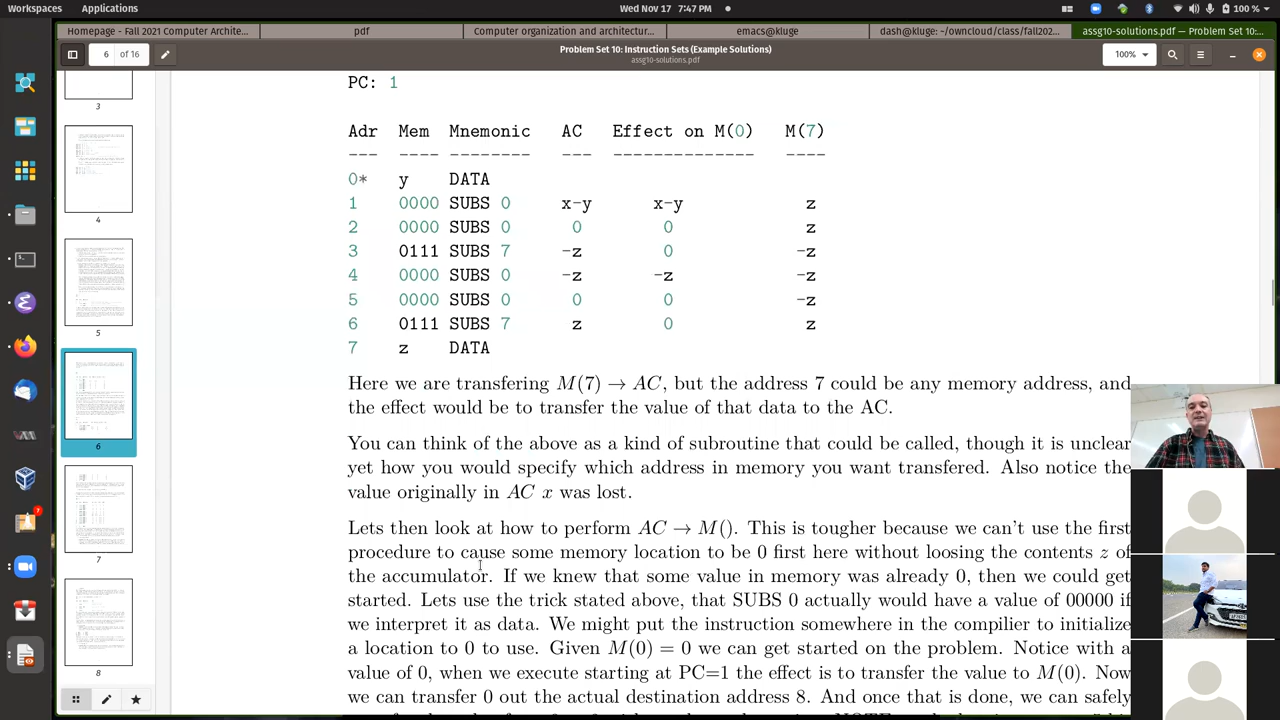 Workspaces Applications Wed Nov 17 7:47 PM 100 %
Homepage - Fall 2021 Computer Archite... pdf Computer organization and architectur... emacs@kluge dash@kluge: ~/owncloud/class/fall202... assg10-solutions.pdf — Problem Set 10:...
6 of 16 Problem Set 10: Instruction Sets (Example Solutions) 100%
assg10-solutions.pdf
PC: 1
3
Adr Mem Mnemonic AC Effect on M(0) M(7)
--- ---- -------- --- -------------- ----
0* y DATA
1 0000 SUBS 0 x-y x-y z
2 0000 SUBS 0 0 0 z
4
3 0111 SUBS 7 -z 0 -z
4 0000 SUBS 0 -z -z -z
5 0000 SUBS 0 0 0 -z
6 0111 SUBS 7 z 0 z
5
7 z DATA
Here we are transfering M(7) → AC, but the address 7 could be any memory address, and
the effect would be to transfer the value of that data to the AC.
You can think of the above as a kind of subroutine that could be called, though it is unclear
6
yet how you would specify which address in memory you want transfered. Also notice the
value originally in AC x was lost.
Lets then look at how to perform AC → M(). This is tougher because we can't use the first
procedure to cause some memory location to be 0 first here without loosing the contents z of
7
the accumulator. If we knew that some value in memory was already 0, then we could get
started. Lets use the trick stated above, that SUBS 0 actually would have a value of 00000 if
we interpret it as data. We might put the instruction somewhere in the compilier to initialize
a location to 0 to use. Given M(0) = 0 we can get started on the problem. Notice with a
value of 0, when we execute starting at PC=1 the effect is to transfer the value to M(0). Now
8
we can transfer 0 out the actual destination address 8. And once that is done, we can safely